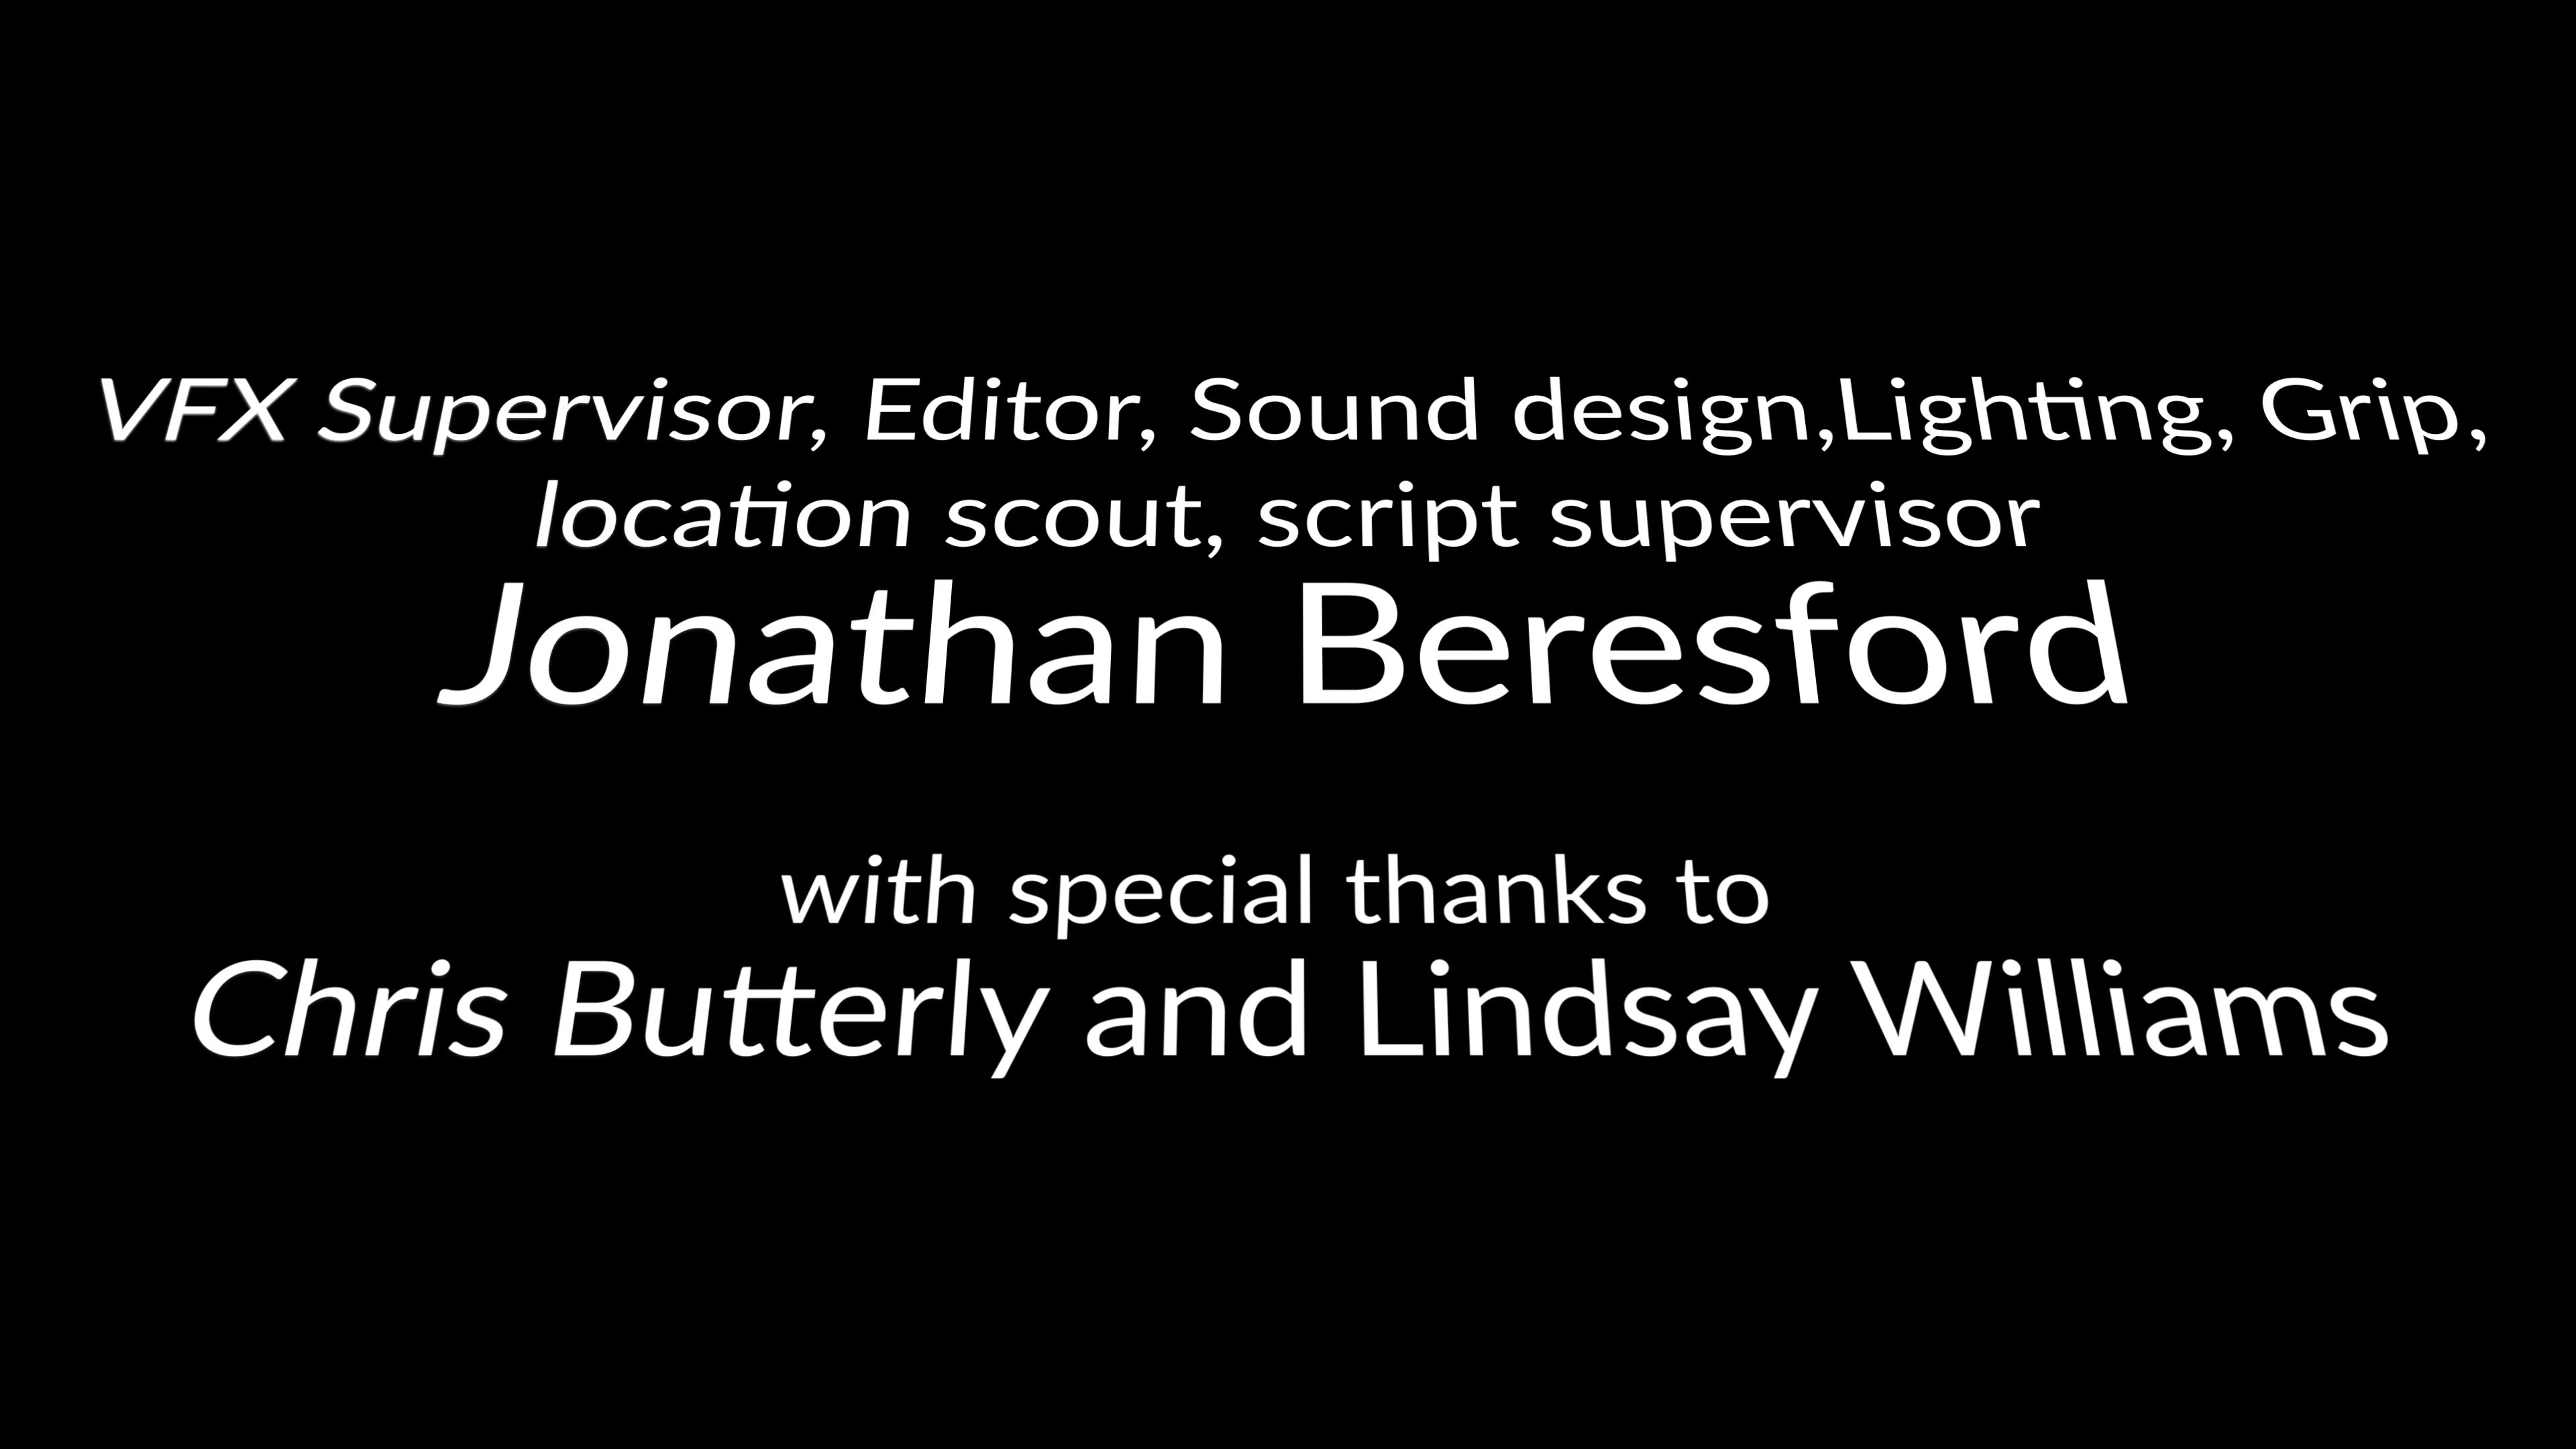 VFX Supervisor, Editor, Sound design,Lighting, Grip,
location scout, script supervisor
Jonathan Beresford
with special thanks to
Chris Butterly and Lindsay Williams